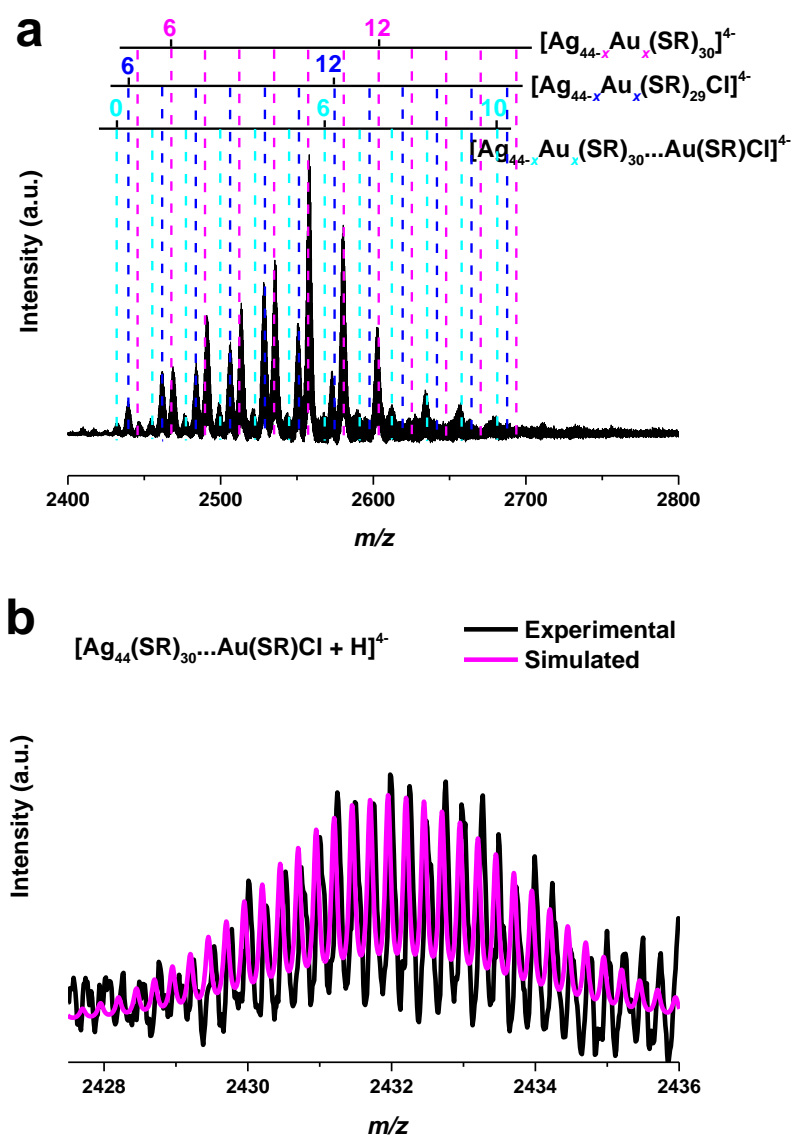 a
6 12 [Ag44-xAux(SR)30]4-
6 12 [Ag44-xAux(SR)29Cl]4-
0 6 10
[Ag44-xAux(SR)30...Au(SR)Cl]4-
Intensity (a.u.)
2400 2500 2600 2700 2800
m/z
b
[Ag44(SR)30...Au(SR)Cl + H]4-
Experimental
Simulated
Intensity (a.u.)
2428 2430 2432 2434 2436
m/z